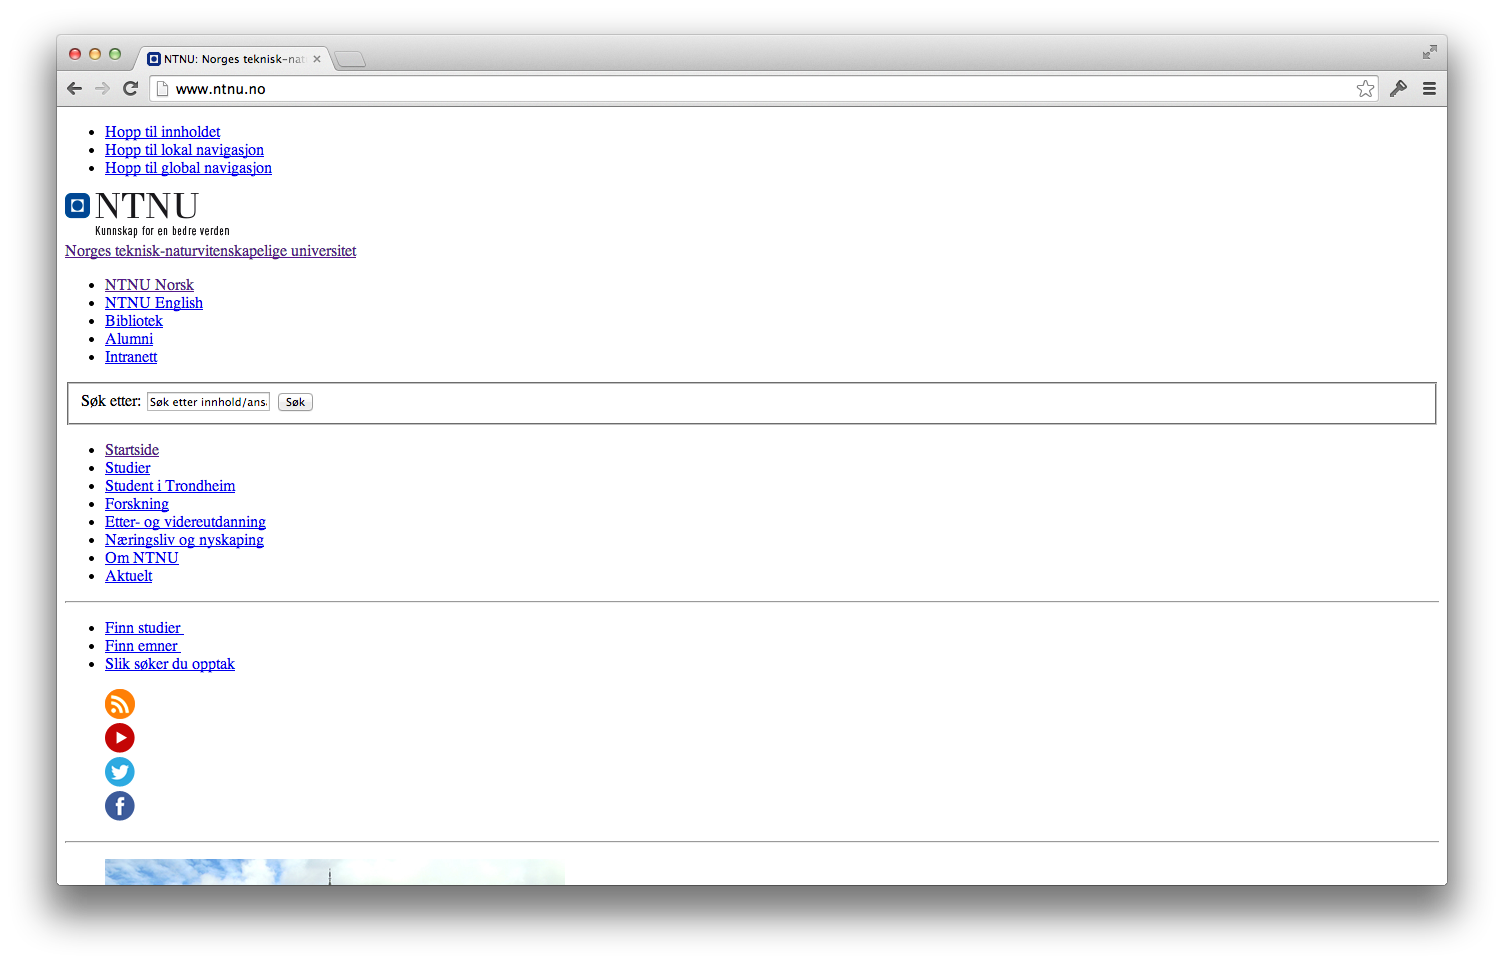 NTNU: Norges teknisk-nat
www.ntnu.no
Hopp til innholdet
Hopp til lokal navigasjon
Hopp til global navigasjon
NTNU
Kunnskap for en bedre verden
Norges teknisk-naturvitenskapelige universitet
NTNU Norsk
NTNU English
Bibliotek
Alumni
Intranett
Søk etter: Søk etter innhold/ans Søk
Startside
Studier
Student i Trondheim
Forskning
Etter- og videreutdanning
Næringsliv og nyskaping
Om NTNU
Aktuelt
Finn studier
Finn emner
Slik søker du opptak